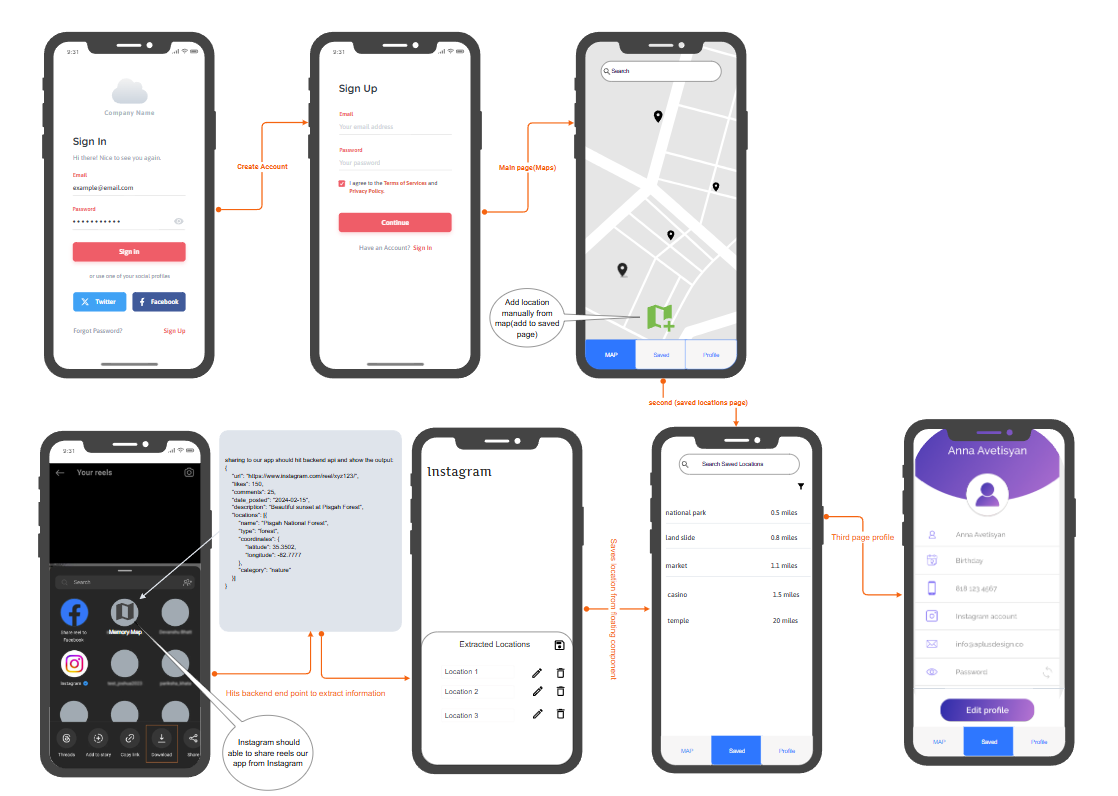 9:31
Company Name
Sign In
Hi there! Nice to see you again.
Email
example@email.com
Password
Sign in
or use one of your social profiles
Twitter
Facebook
Forgot Password?
Sign Up
Create Account
9:31
Sign Up
Email
Your email address
Password
Your password
I agree to the Terms of Services and
Privacy Policy.
Continue
Have an Account? Sign In
Main page(Maps)
Search
Add location
manually from
map(add to saved
page)
MAP
Saved
Profile
second (saved locations page)
9:31
Your reels
Search
Share reel to
Facebook
Memory Map
Instagram
Threads
Add to story
Copy link
Download
Share
sharing to our app should hit backend api and show the output:
{
"url": "https://www.instagram.com/reel/xyz123/",
"likes": 150,
"comments": 25,
"date_posted": "2024-02-15",
"description": "Beautiful sunset at Pisgah Forest",
"locations": [{
"name": "Pisgah National Forest",
"type": "forest",
"coordinates": {
"latitude": 35.3502,
"longitude": -82.7777
},
"category": "nature"
}]
}
Hits backend end point to extract information
Instagram should
able to share reels our
app from Instagram
Instagram
Extracted Locations
Location 1
Location 2
Location 3
Saves location from floating component
Search Saved Locations
national park 0.5 miles
land slide 0.8 miles
market 1.1 miles
casino 1.5 miles
temple 20 miles
MAP
Saved
Profile
Third page profile
Anna Avetisyan
Anna Avetisyan
Birthday
818 123 4567
Instagram account
info@aplusdesign.co
Password
Edit profile
MAP
Saved
Profile